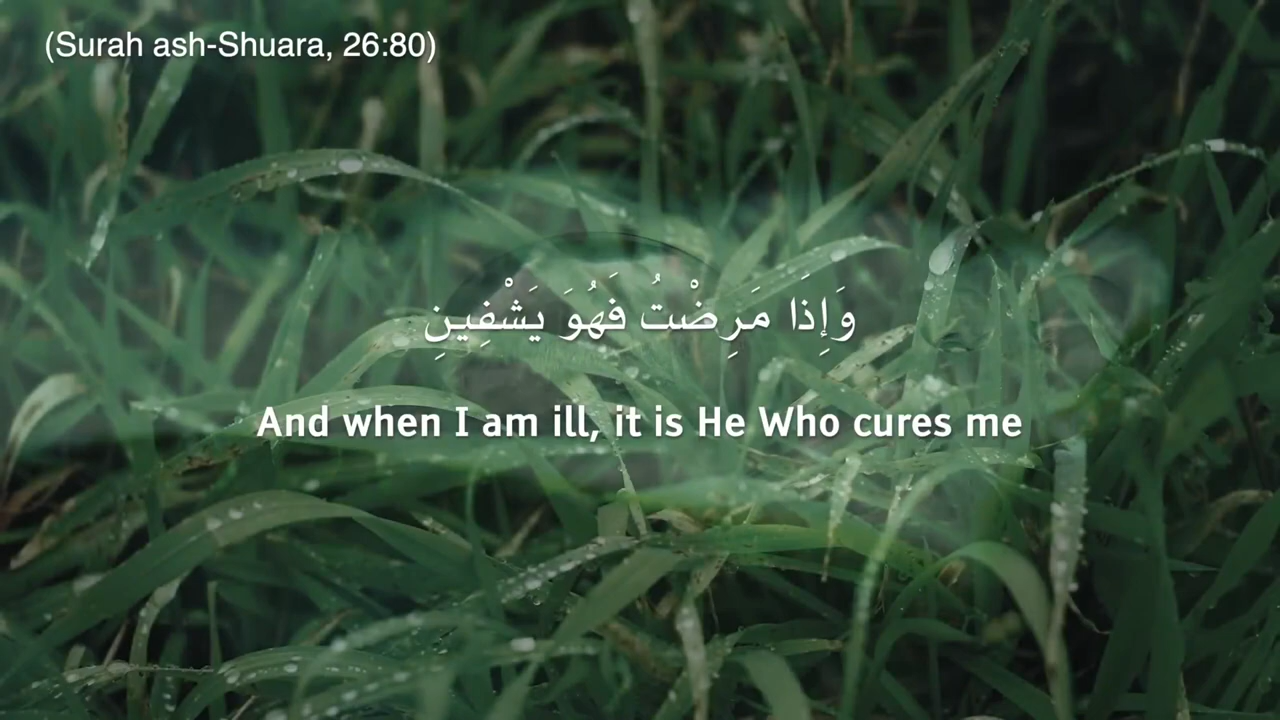 (Surah ash-Shuara, 26:80)
وَإِذَا مَرِضْتُ فَهُوَ يَشْفِينِ
And when I am ill, it is He Who cures me